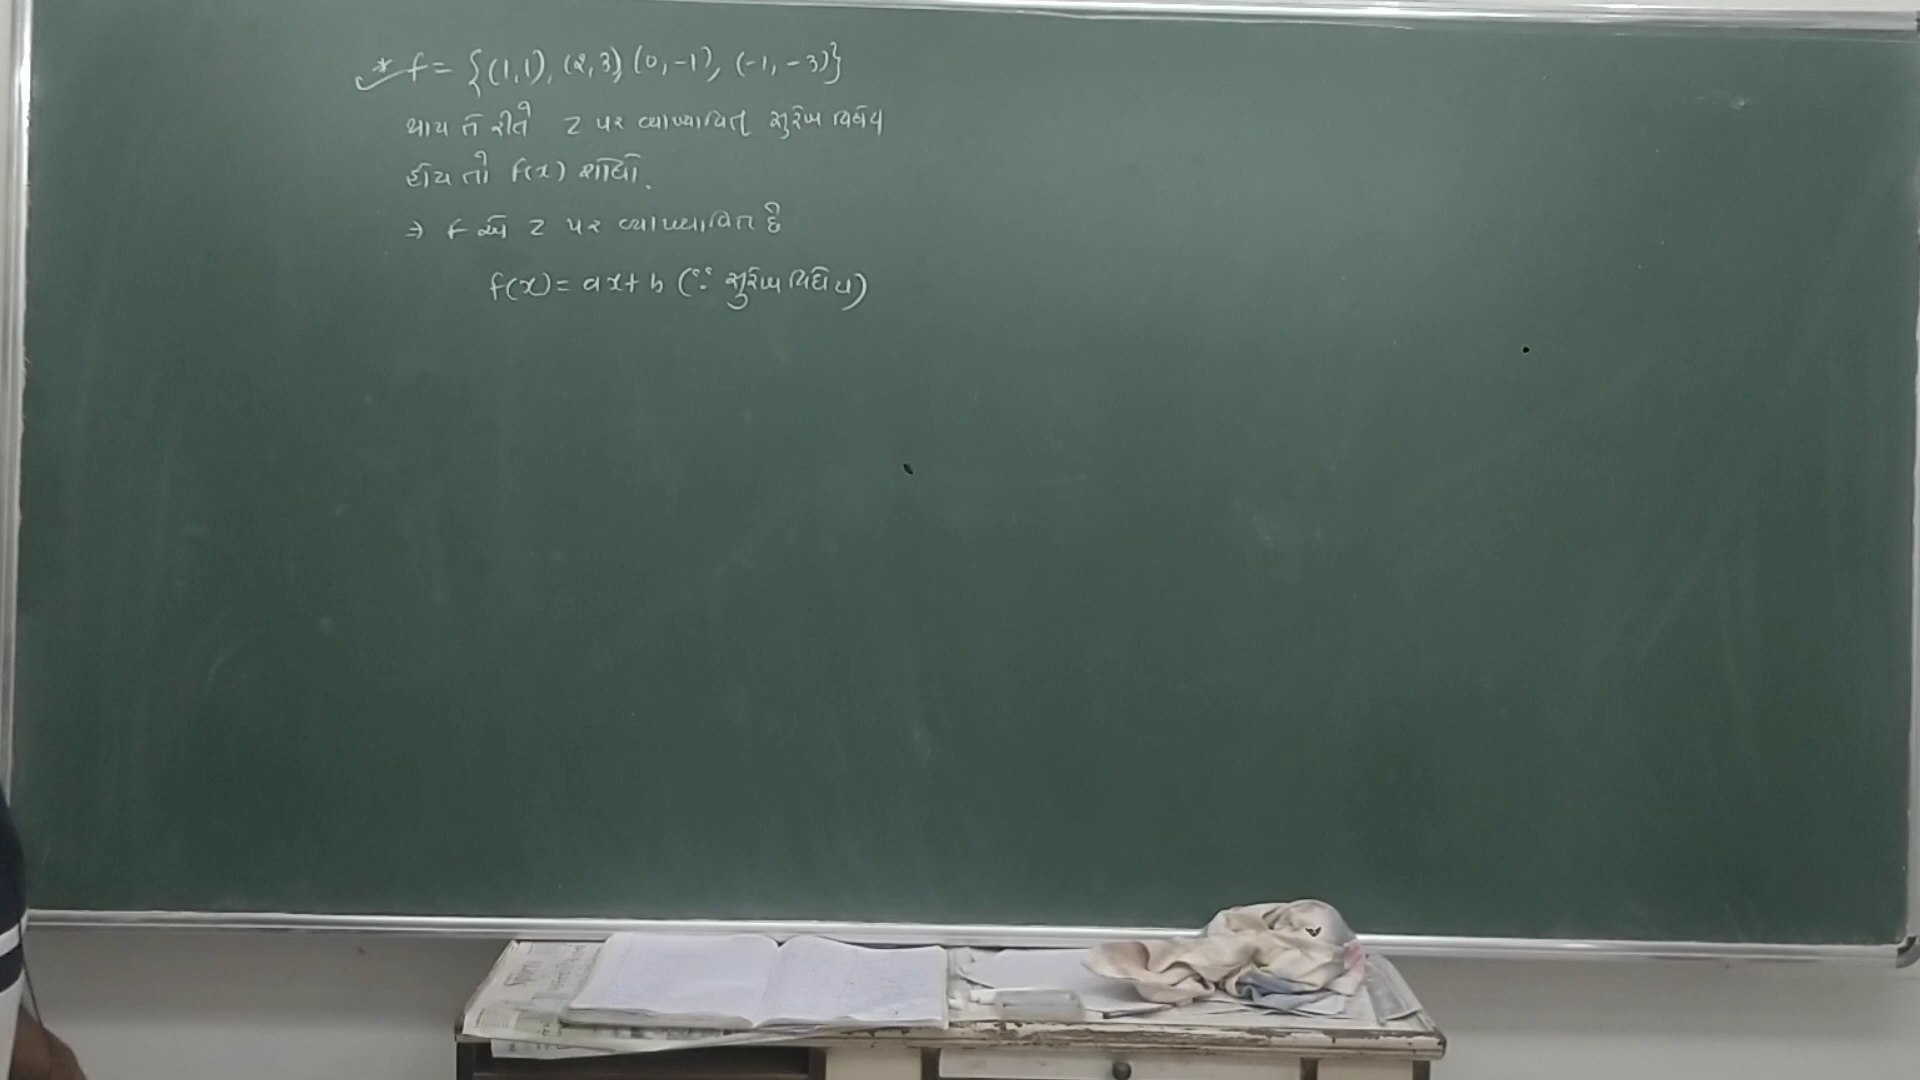 * f = {(1,1), (2,3), (0,-1), (-1,-3)}
થાય તે રીતે Z પર વ્યાખ્યાયિત સુરેખ વિધેય
હોય તો f(x) શોધો.
⇒ f એ Z પર વ્યાખ્યાયિત છે
f(x) = ax + b (∵ સુરેખ વિધેય)